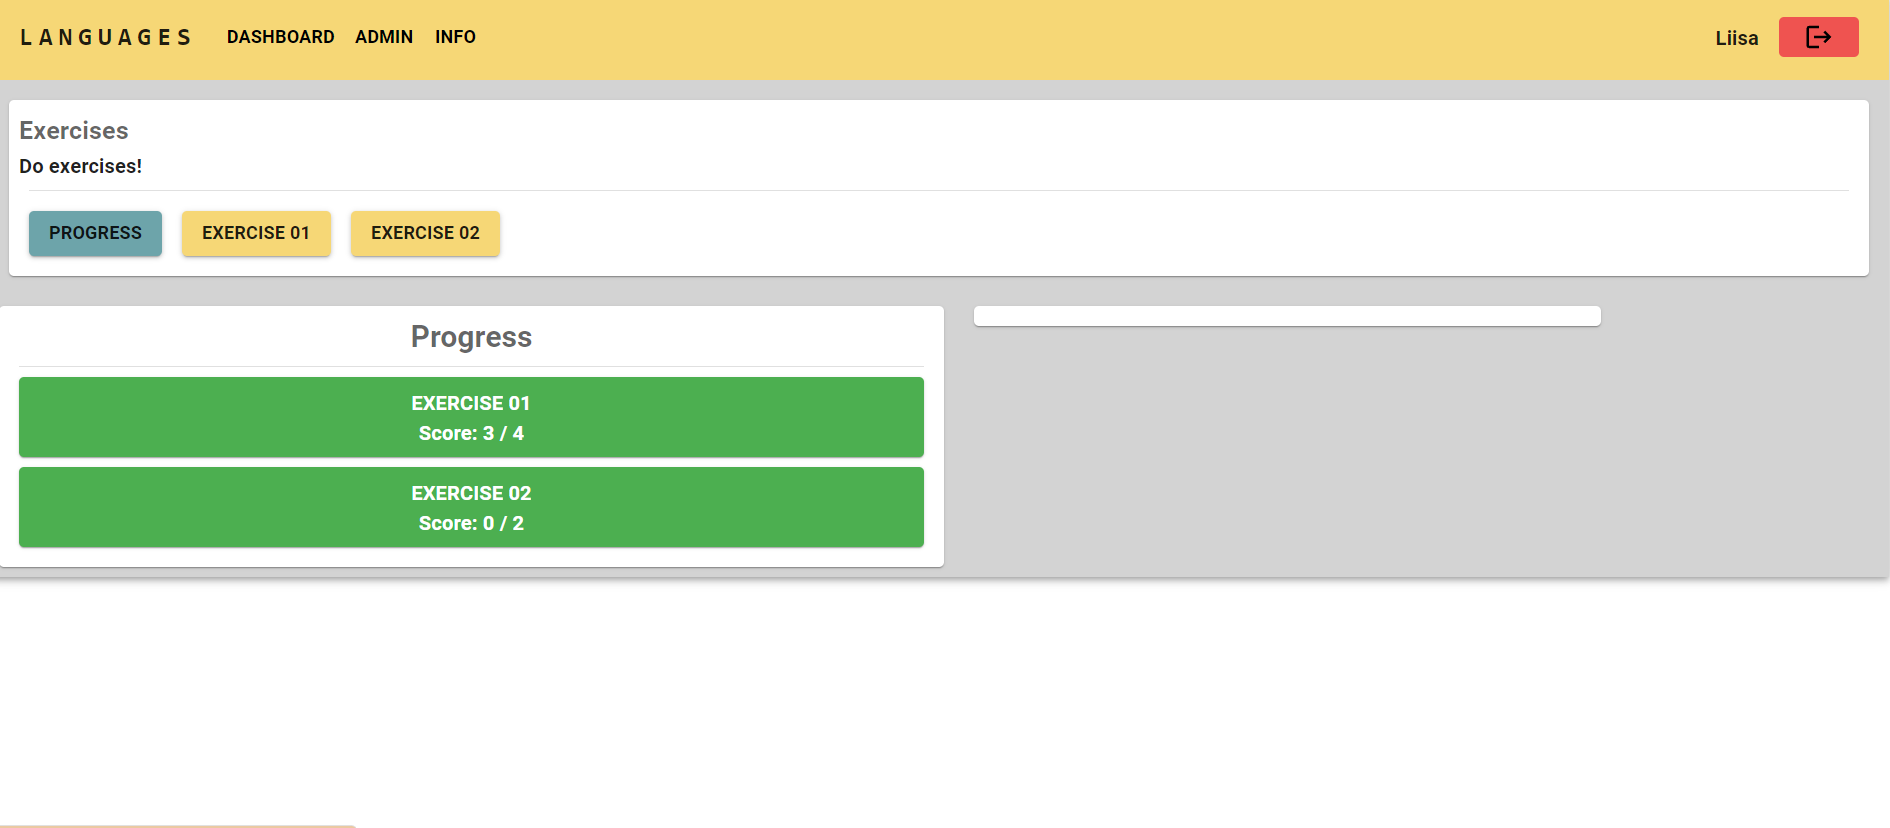 LANGUAGES DASHBOARD ADMIN INFO Liisa
Exercises
Do exercises!
PROGRESS EXERCISE 01 EXERCISE 02
Progress
EXERCISE 01
Score: 3 / 4
EXERCISE 02
Score: 0 / 2